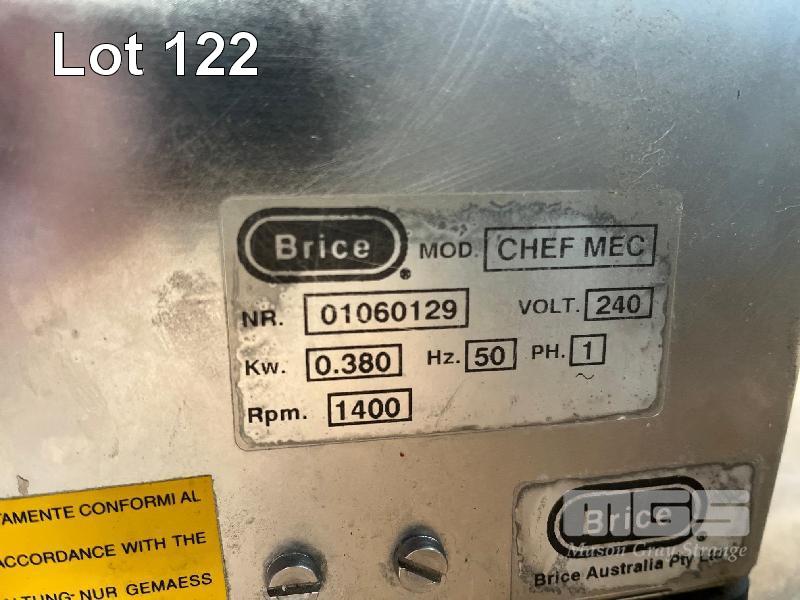 Lot 122
Brice
MOD. CHEF MEC
NR. 01060129 VOLT. 240
Kw. 0.380 Hz. 50 PH. 1 ~
Rpm. 1400
TAMENTE CONFORMI AL
ACCORDANCE WITH THE
NUR GEMAESS
Brice
MGS
Mason Gray Strange
Brice Australia Pty